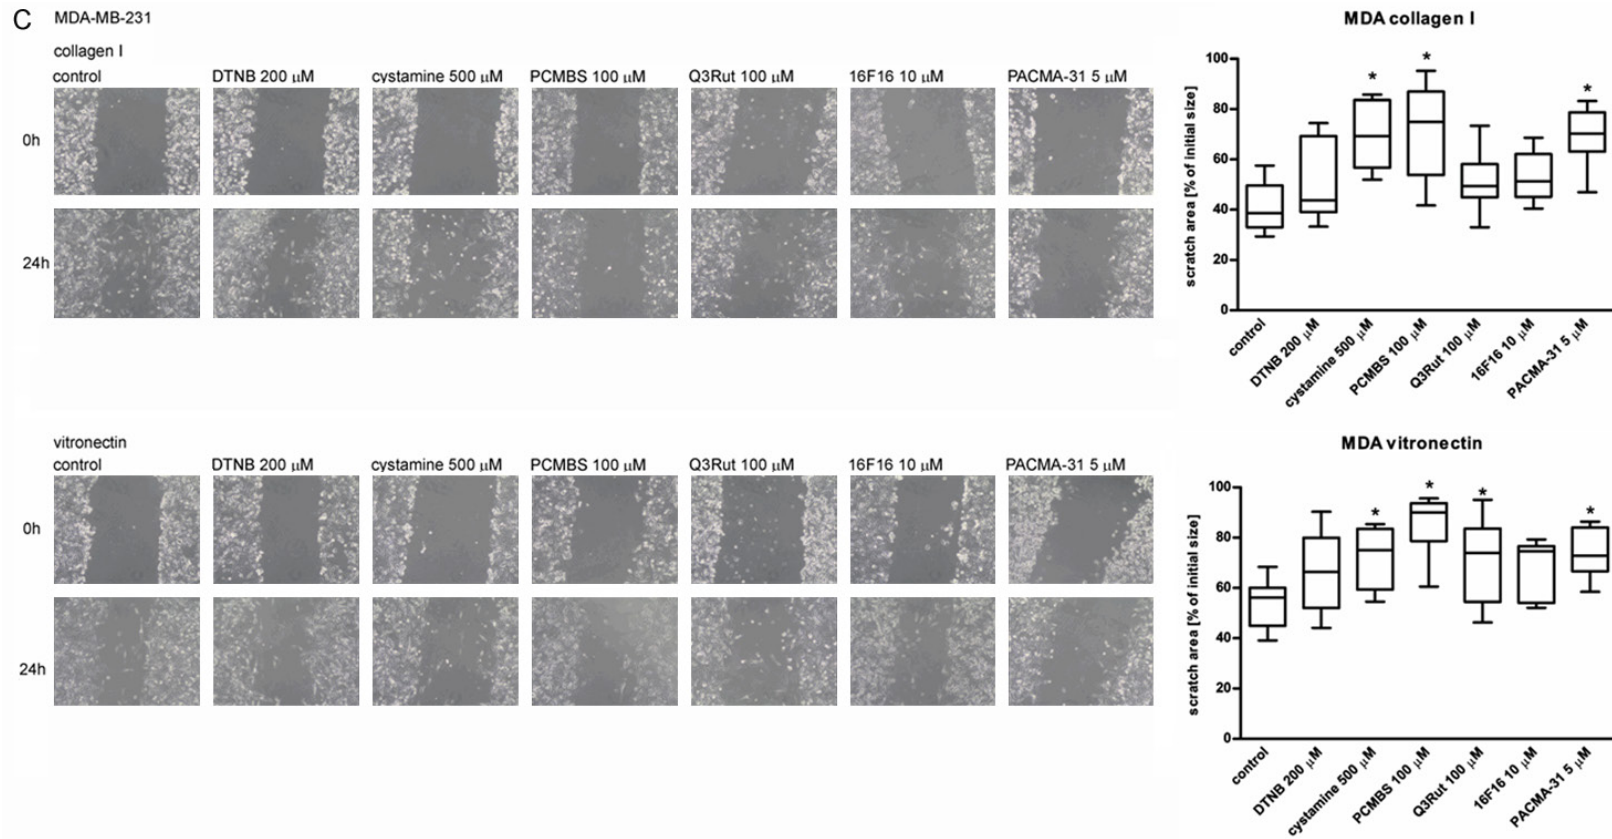 C
MDA-MB-231
collagen I
control DTNB 200 µM cystamine 500 µM PCMBS 100 µM Q3Rut 100 µM 16F16 10 µM PACMA-31 5 µM
0h
24h
MDA collagen I
scratch area [% of initial size]
100
80
60
40
20
0
* * *
control
DTNB 200 µM
cystamine 500 µM
PCMBS 100 µM
Q3Rut 100 µM
16F16 10 µM
PACMA-31 5 µM
vitronectin
control DTNB 200 µM cystamine 500 µM PCMBS 100 µM Q3Rut 100 µM 16F16 10 µM PACMA-31 5 µM
0h
24h
MDA vitronectin
scratch area [% of initial size]
100
80
60
40
20
0
* * * *
control
DTNB 200 µM
cystamine 500 µM
PCMBS 100 µM
Q3Rut 100 µM
16F16 10 µM
PACMA-31 5 µM